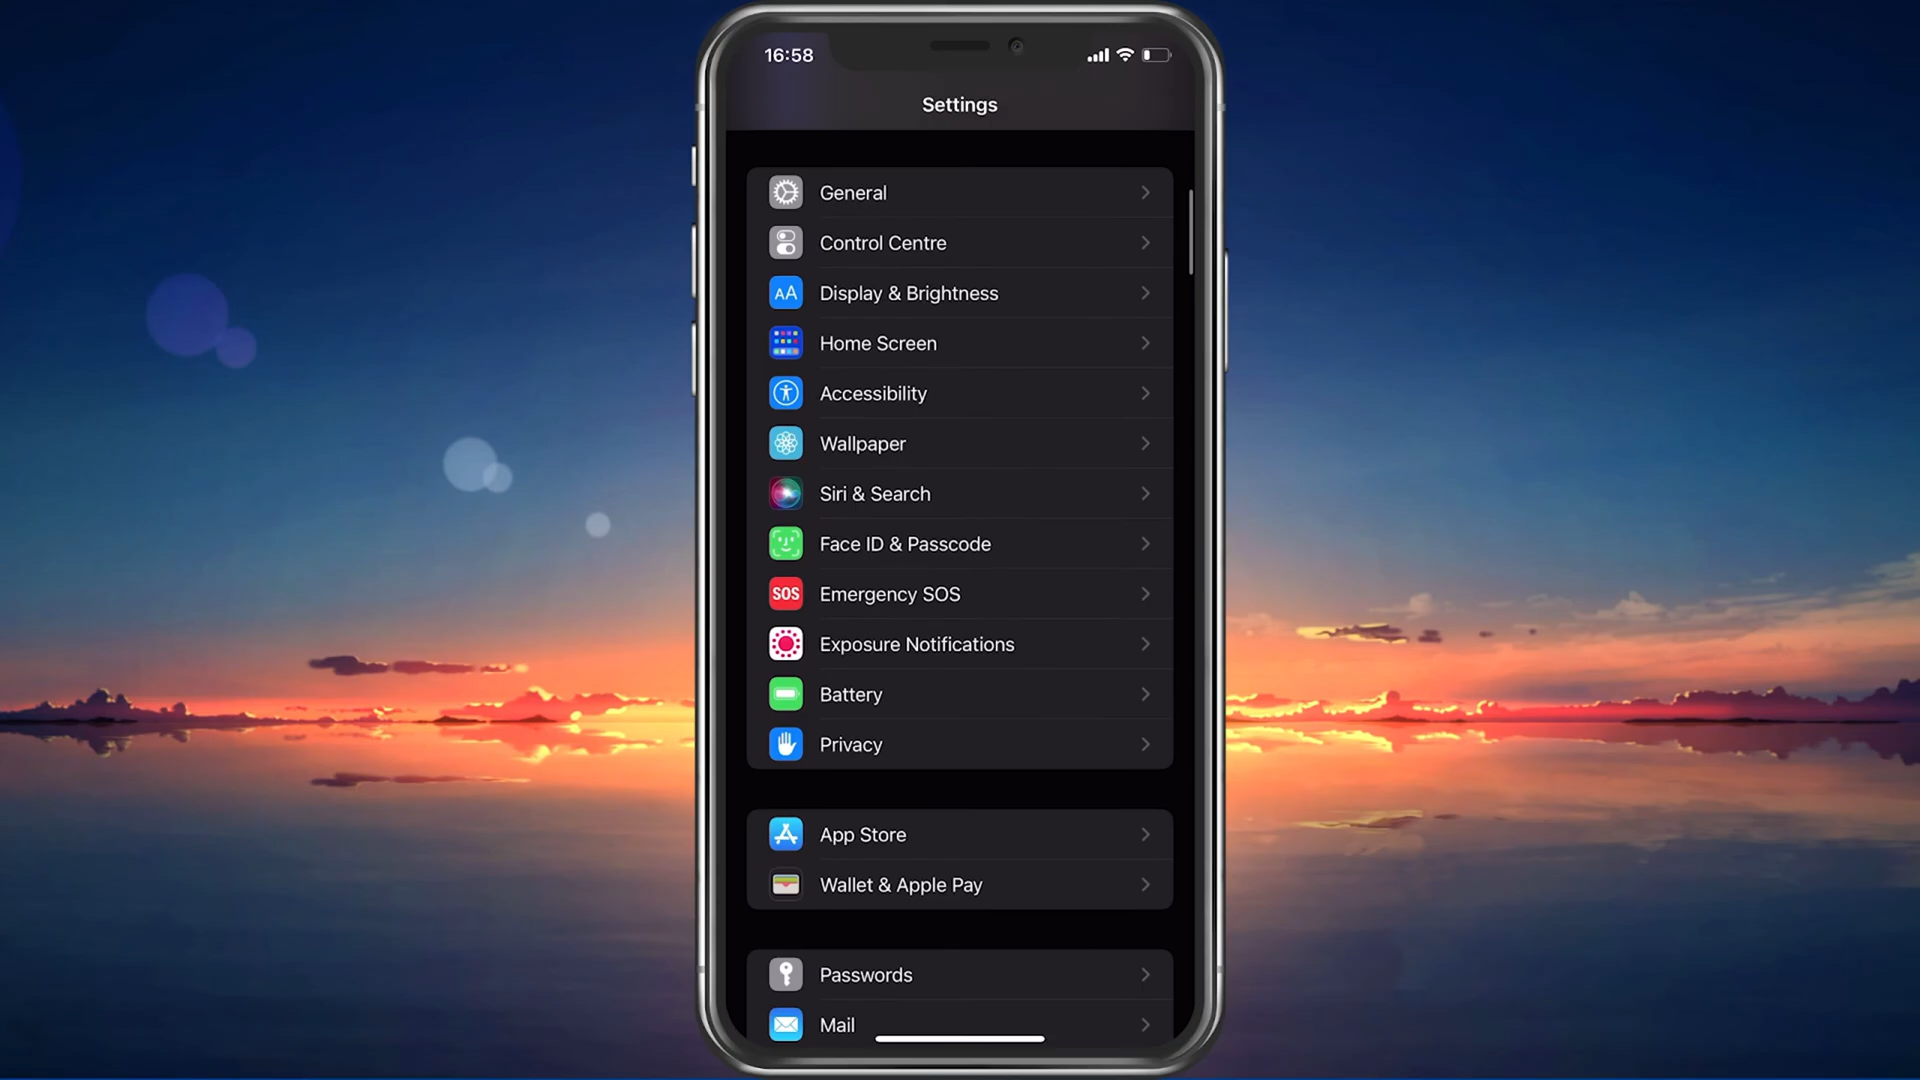 16:58
Settings
General
Control Centre
AA Display & Brightness
Home Screen
Accessibility
Wallpaper
Siri & Search
Face ID & Passcode
SOS Emergency SOS
Exposure Notifications
Battery
Privacy
App Store
Wallet & Apple Pay
Passwords
Mail